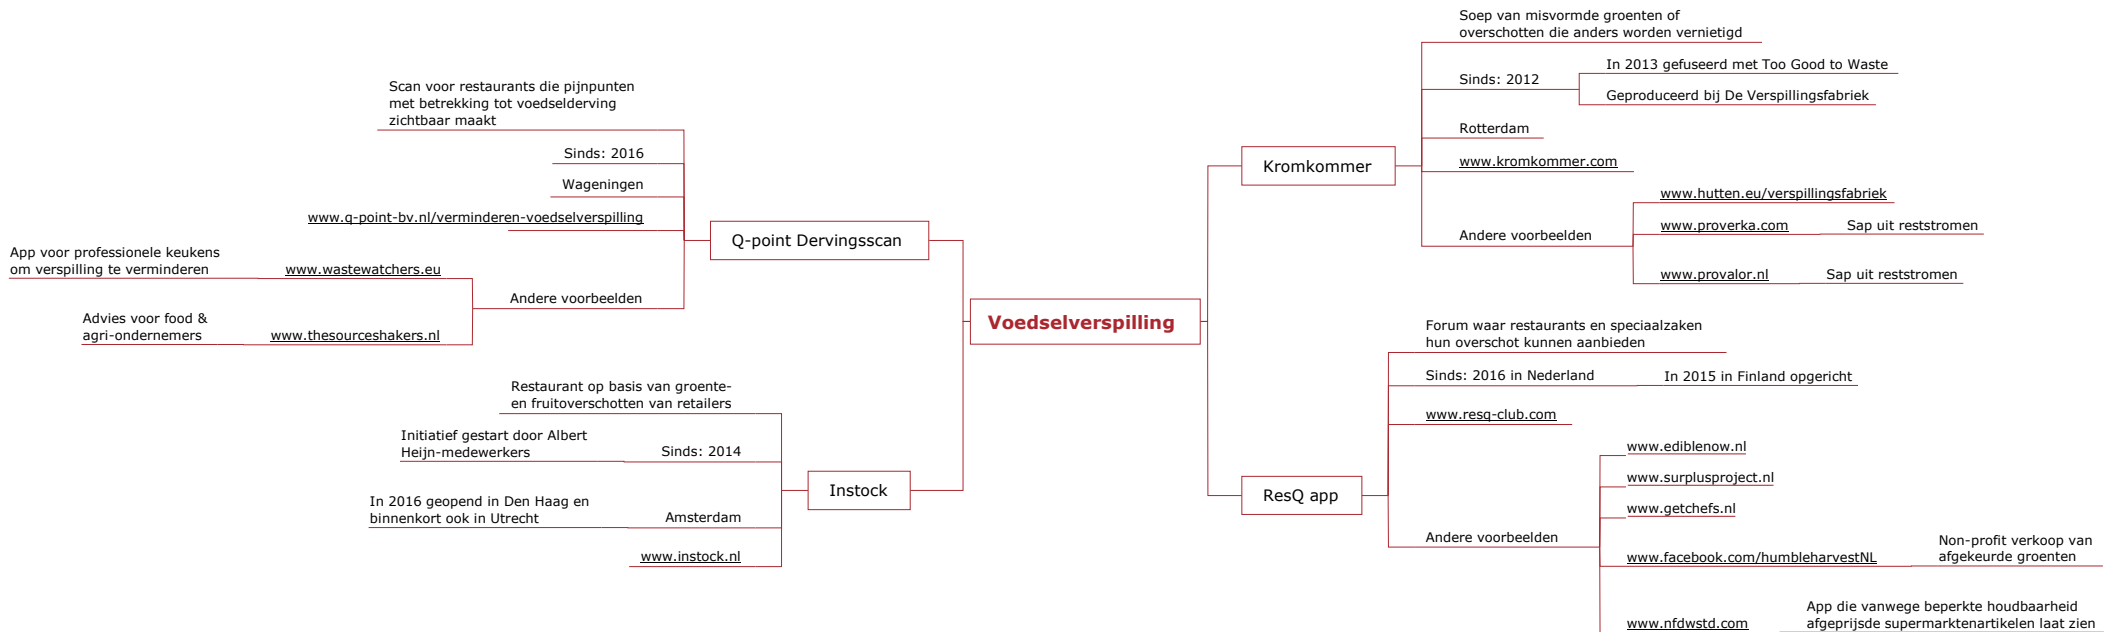 Voedselverspilling
Q-point Dervingsscan
Scan voor restaurants die pijnpunten
met betrekking tot voedselderving
zichtbaar maakt
Sinds: 2016
Wageningen
www.q-point-bv.nl/verminderen-voedselverspilling
Andere voorbeelden
www.wastewatchers.eu
App voor professionele keukens
om verspilling te verminderen
www.thesourceshakers.nl
Advies voor food &
agri-ondernemers
Instock
Restaurant op basis van groente-
en fruitoverschotten van retailers
Sinds: 2014
Initiatief gestart door Albert
Heijn-medewerkers
Amsterdam
In 2016 geopend in Den Haag en
binnenkort ook in Utrecht
www.instock.nl
Kromkommer
Soep van misvormde groenten of
overschotten die anders worden vernietigd
Sinds: 2012
In 2013 gefuseerd met Too Good to Waste
Geproduceerd bij De Verspillingsfabriek
Rotterdam
www.kromkommer.com
Andere voorbeelden
www.hutten.eu/verspillingsfabriek
www.proverka.com
Sap uit reststromen
www.provalor.nl
Sap uit reststromen
ResQ app
Forum waar restaurants en speciaalzaken
hun overschot kunnen aanbieden
Sinds: 2016 in Nederland
In 2015 in Finland opgericht
www.resq-club.com
Andere voorbeelden
www.ediblenow.nl
www.surplusproject.nl
www.getchefs.nl
www.facebook.com/humbleharvestNL
Non-profit verkoop van
afgekeurde groenten
www.nfdwstd.com
App die vanwege beperkte houdbaarheid
afgeprijsde supermarktenartikelen laat zien